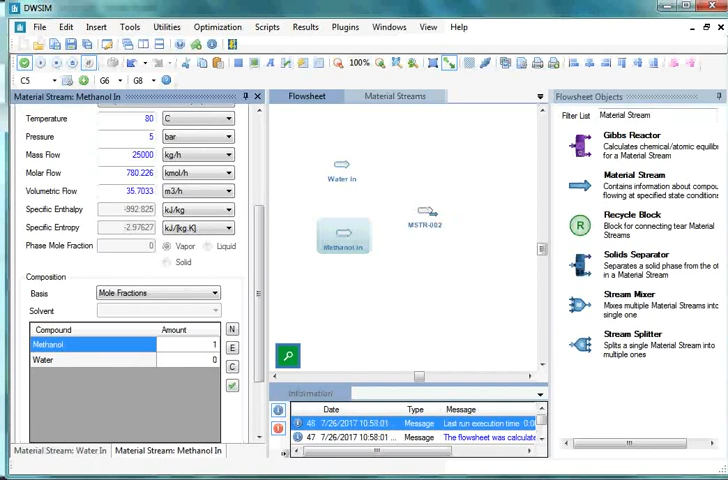 DWSIM
File Edit Insert Tools Utilities Optimization Scripts Results Plugins Windows View Help
100%
C5 G6 G8
Material Stream: Methanol In
Temperature 80 C
Pressure 5 bar
Mass Flow 25000 kg/h
Molar Flow 780.226 kmol/h
Volumetric Flow 35.7033 m3/h
Specific Enthalpy -992.825 kJ/kg
Specific Entropy -2.97627 kJ/[kg.K]
Phase Mole Fraction 0 Vapor Liquid
Solid
Composition
Basis Mole Fractions
Solvent
Compound Amount
Methanol 1
Water 0
N
E
C
Material Stream: Water In Material Stream: Methanol In
Flowsheet Material Streams
Water In
MSTR-002
Methanol In
Information
Date Type Message
48 7/26/2017 10:58:01 ... Message Last run execution time 0:0
47 7/26/2017 10:58:01 ... Message The flowsheet was calculate
Flowsheet Objects
Filter List Material Stream
Gibbs Reactor
Calculates chemical/atomic equilib
for a Material Stream
Material Stream
Contains information about compou
flowing at specified state conditions
R
Recycle Block
Block for connecting tear Material
Streams
Solids Separator
Separates a solid phase from the ot
in a Material Stream
Stream Mixer
Mixes multiple Material Streams into
single one
Stream Splitter
Splits a single Material Stream into
multiple ones